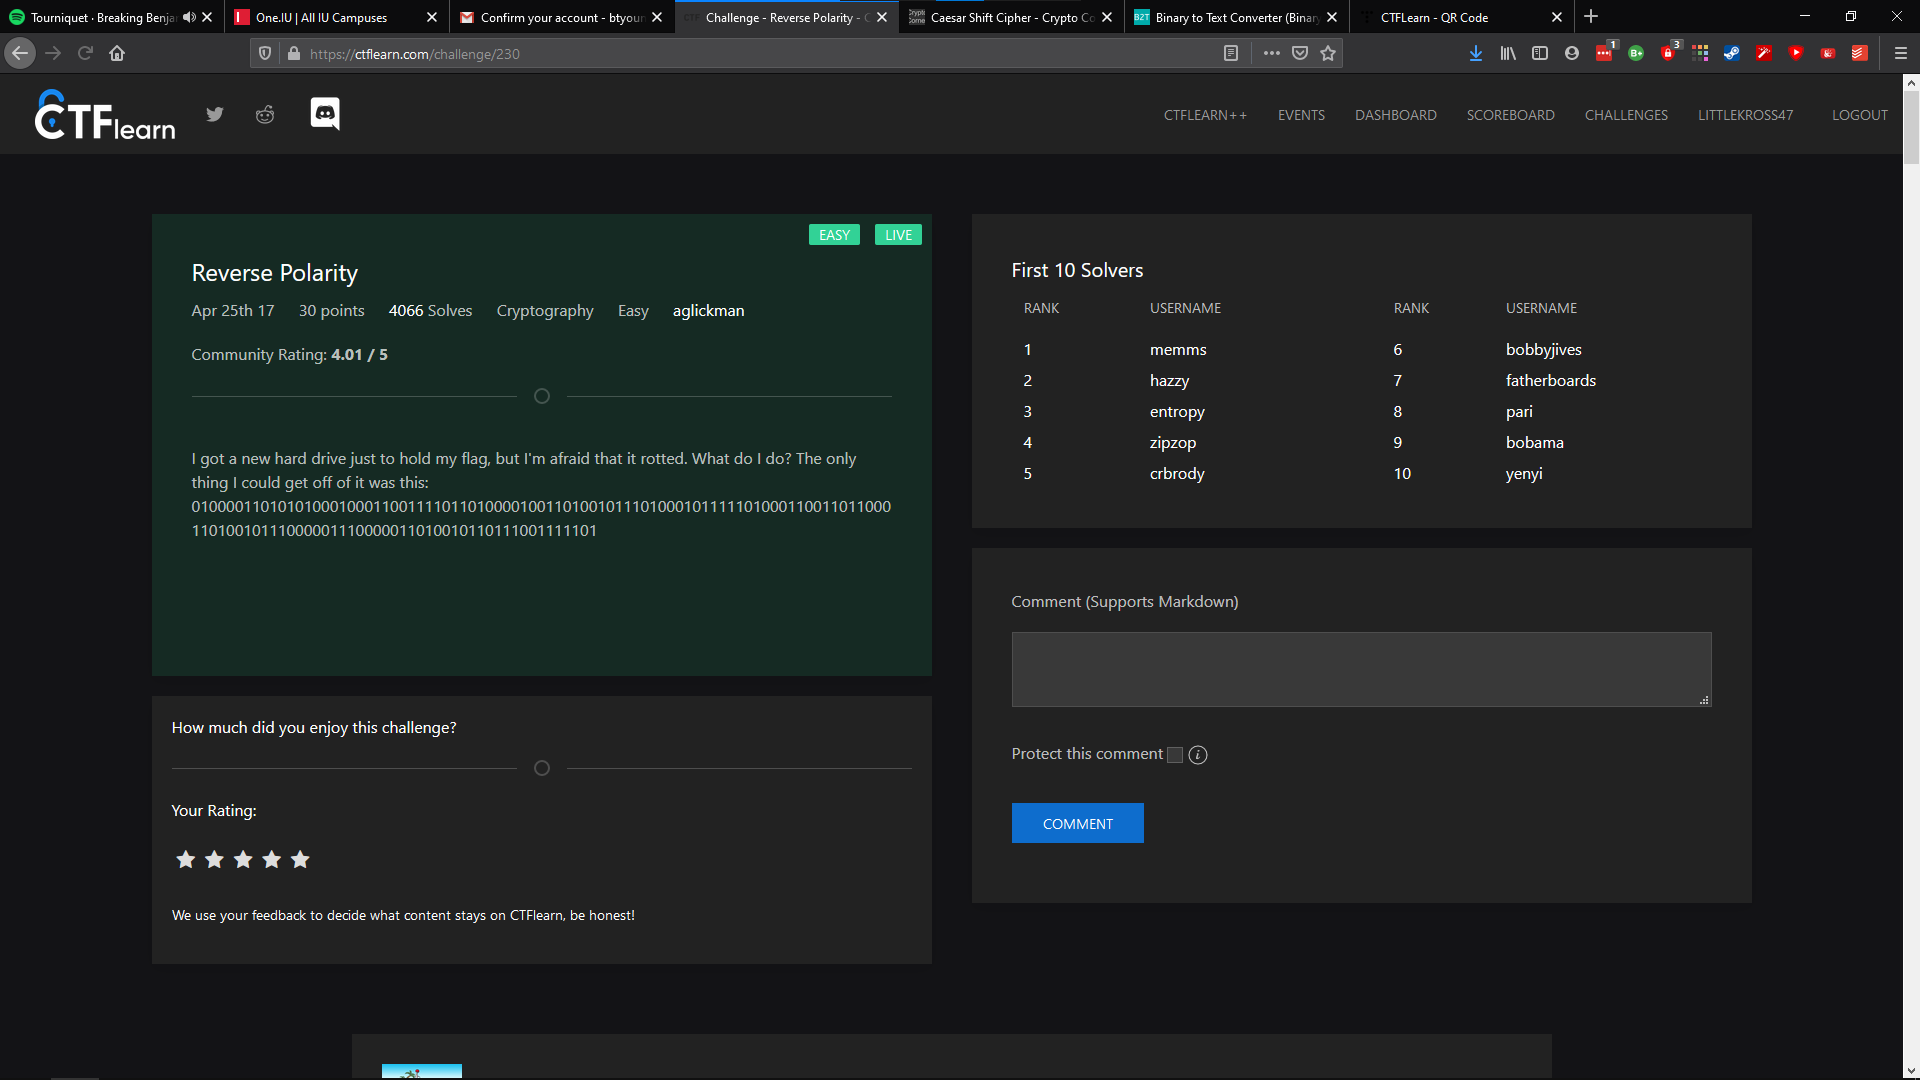 Tourniquet · Breaking Benja
One.IU | All IU Campuses
Confirm your account - btyoun
Challenge - Reverse Polarity - C
Caesar Shift Cipher - Crypto Co
Binary to Text Converter (Binary
CTFLearn - QR Code
https://ctflearn.com/challenge/230
1
3
CTFlearn
CTFLEARN++ EVENTS DASHBOARD SCOREBOARD CHALLENGES LITTLEKROSS47 LOGOUT
EASY LIVE
Reverse Polarity
Apr 25th 17 30 points 4066 Solves Cryptography Easy aglickman
Community Rating: 4.01 / 5
I got a new hard drive just to hold my flag, but I'm afraid that it rotted. What do I do? The only
thing I could get off of it was this:
010000110101010001000110011110110100001001101001011101000101111101000110011011000
11010010111000001110000011010010110111001111101
How much did you enjoy this challenge?
Your Rating:
We use your feedback to decide what content stays on CTFlearn, be honest!
First 10 Solvers
RANK USERNAME RANK USERNAME
1 memms 6 bobbyjives
2 hazzy 7 fatherboards
3 entropy 8 pari
4 zipzop 9 bobama
5 crbrody 10 yenyi
Comment (Supports Markdown)
Protect this comment
COMMENT